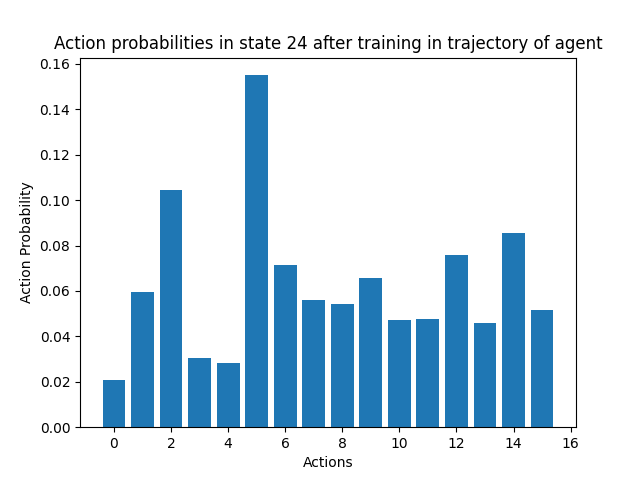 Action probabilities in state 24 after training in trajectory of agent
0.16
0.14
0.12
0.10
0.08
0.06
0.04
0.02
0.00
Action Probability
0 2 4 6 8 10 12 14 16
Actions